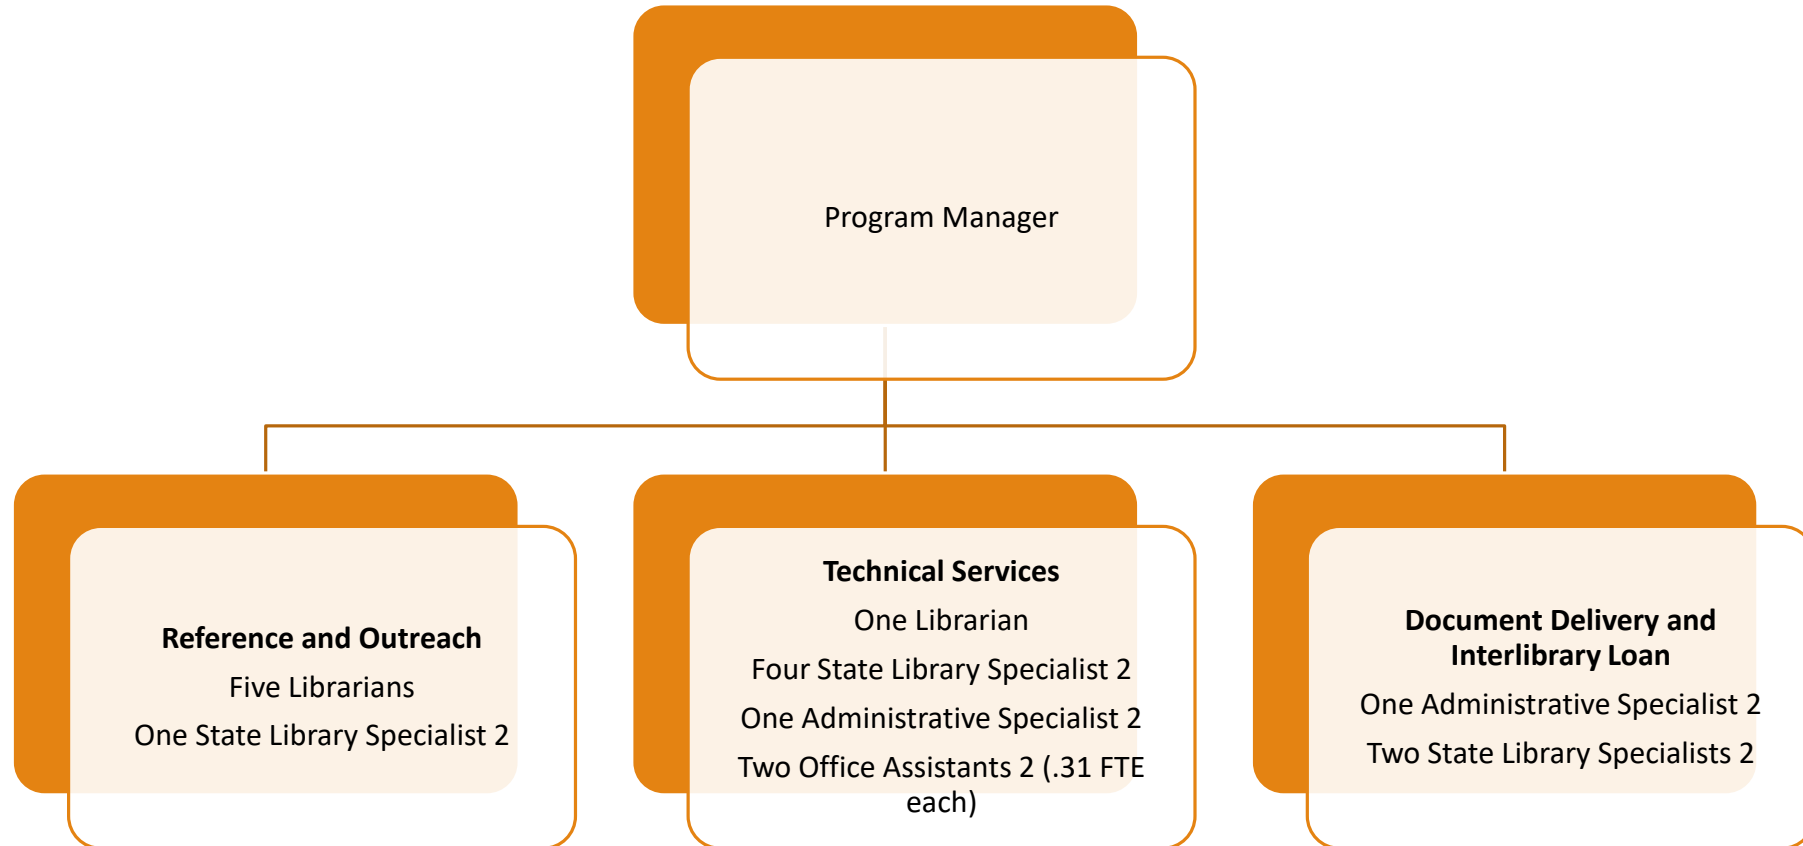 Program Manager
Reference and Outreach
Five Librarians
One State Library Specialist 2
Technical Services
One Librarian
Four State Library Specialist 2
One Administrative Specialist 2
Two Office Assistants 2 (.31 FTE
each)
Document Delivery and
Interlibrary Loan
One Administrative Specialist 2
Two State Library Specialists 2